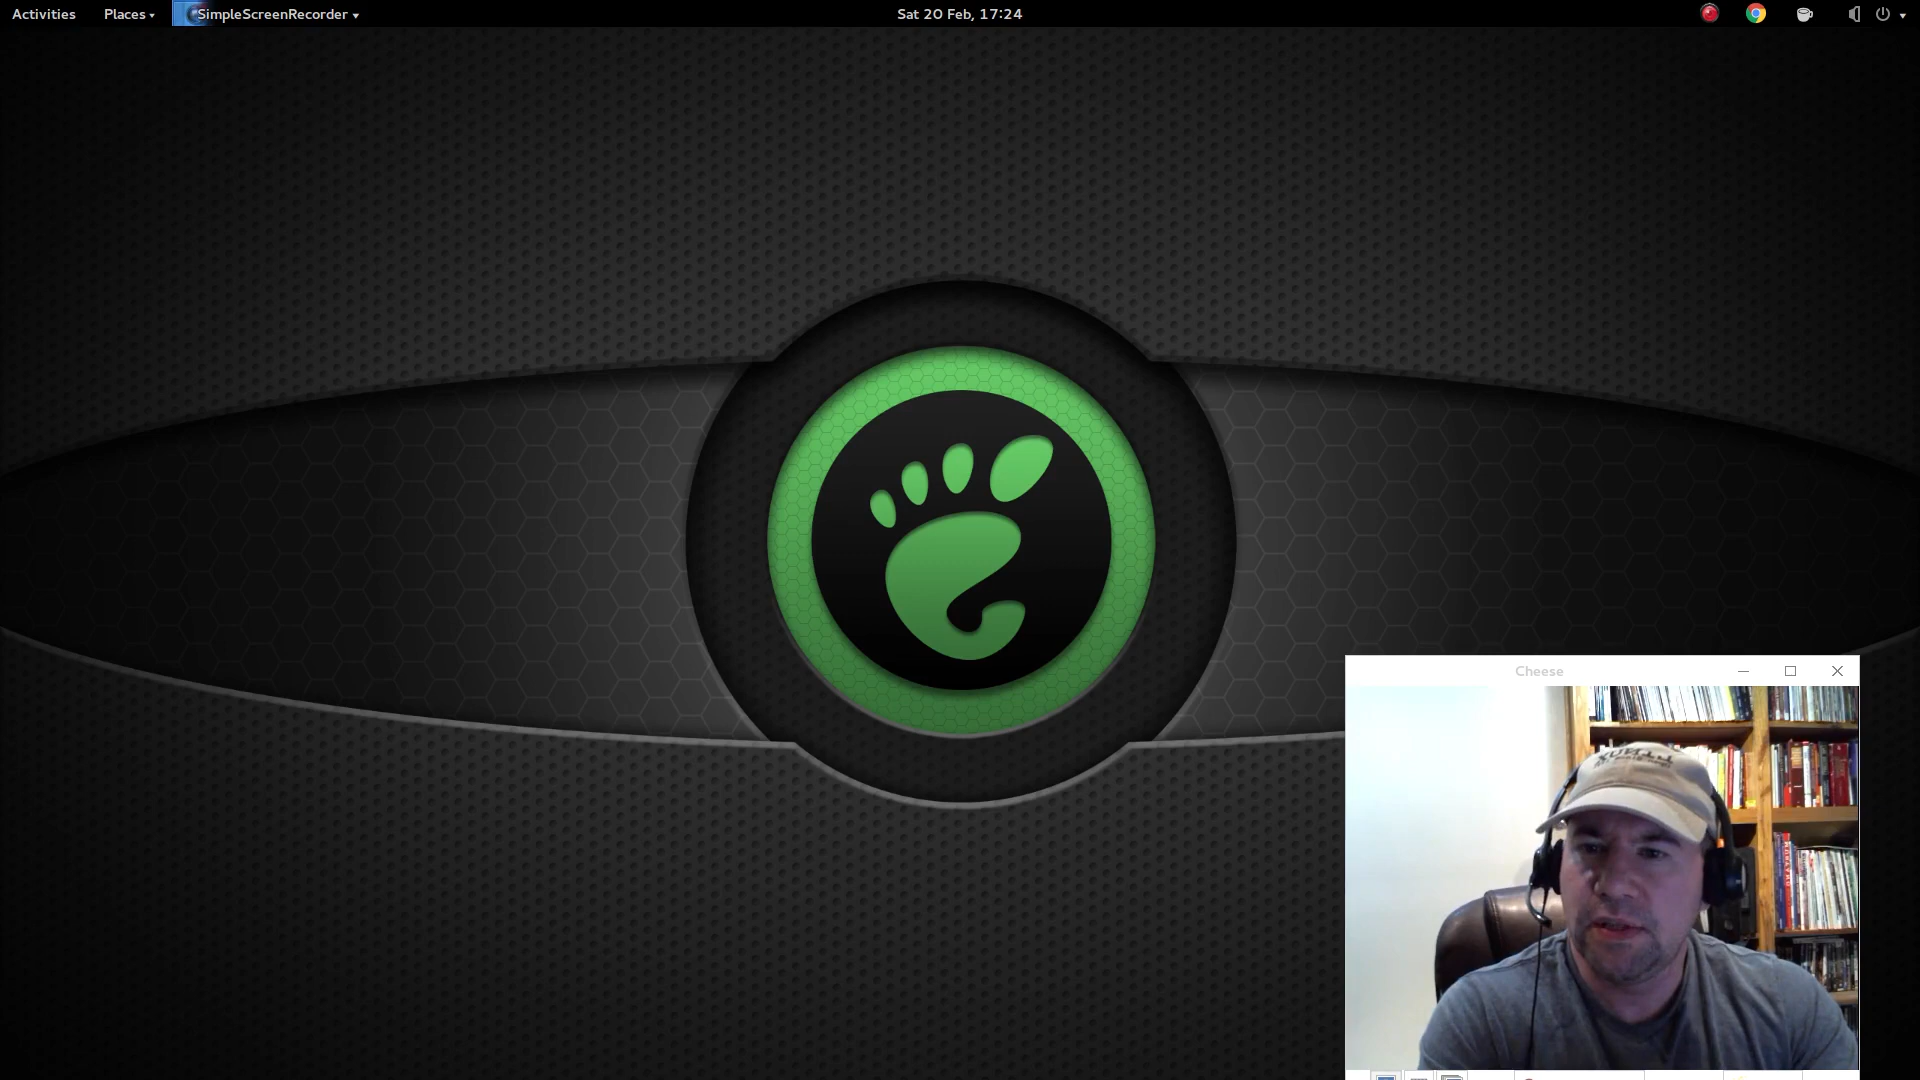 Activities
Places
SimpleScreenRecorder
Sat 20 Feb, 17:24
Cheese